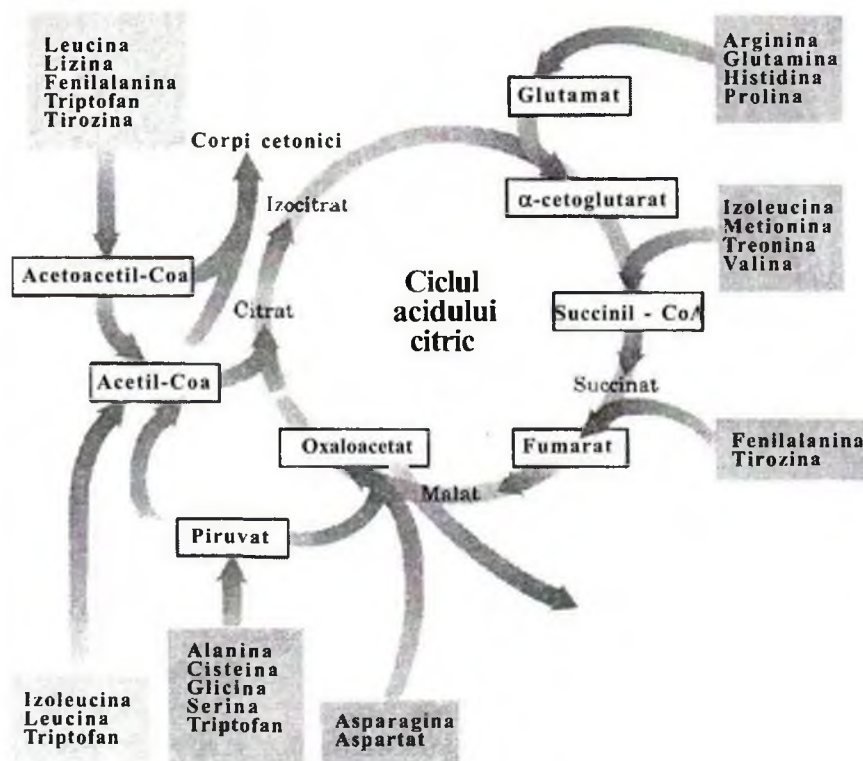 Leucina
Lizina
Fenilalanina
Triptofan
Tirozina
Arginina
Glutamina
Histidina
Prolina
Glutamat
Corpi cetonici
Izocitrat
α-cetoglutarat
Izoleucina
Metionina
Treonina
Valina
Acetoacetil-Coa
Citrat
Ciclul
acidului
citric
Succinil - CoA
Acetil-Coa
Succinat
Oxaloacetat
Fumarat
Fenilalanina
Tirozina
Malat
Piruvat
Alanina
Cisteina
Glicina
Serina
Triptofan
Izoleucina
Leucina
Triptofan
Asparagina
Aspartat